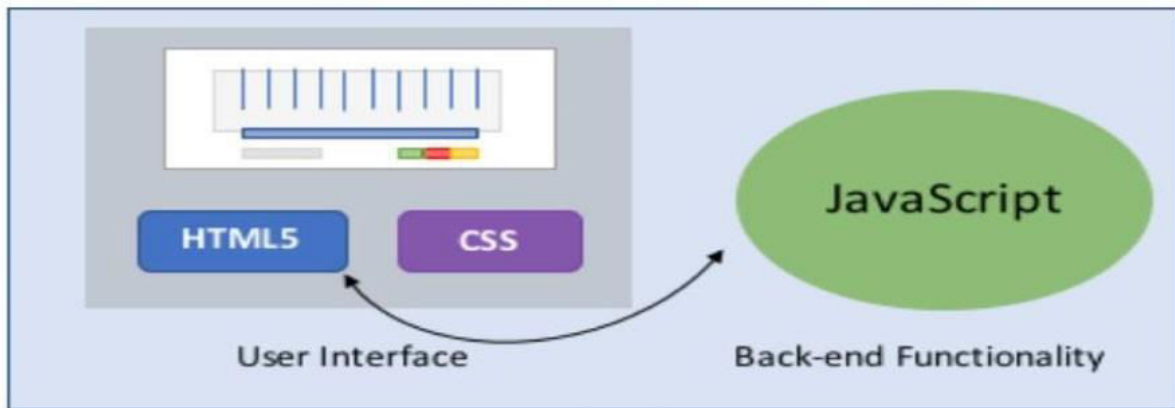 HTML5
CSS
JavaScript
User Interface
Back-end Functionality